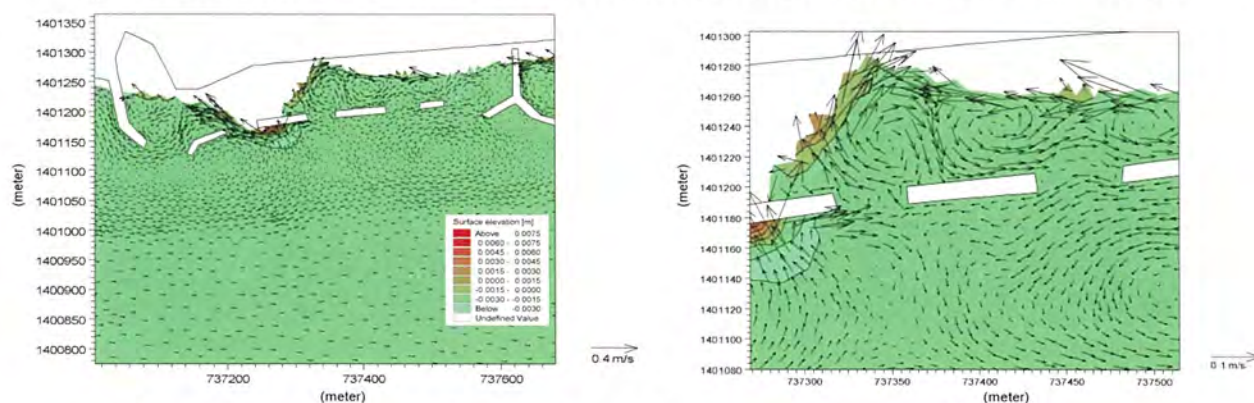 1401350
1401300
1401250
1401200
1401150
1401100
1401050
1401000
1400950
1400900
1400850
1400800
(meter)
737200
737400
737600
(meter)
Surface elevation [m]
Above 0.0075
0.0060 - 0.0075
0.0045 - 0.0060
0.0030 - 0.0045
0.0015 - 0.0030
0.0000 - 0.0015
-0.0015 - 0.0000
-0.0030 - -0.0015
Below -0.0030
Undefined Value
0.4 m/s
1401300
1401280
1401260
1401240
1401220
1401200
1401180
1401160
1401140
1401120
1401100
1401080
(meter)
737300
737350
737400
737450
737500
(meter)
0.1 m/s